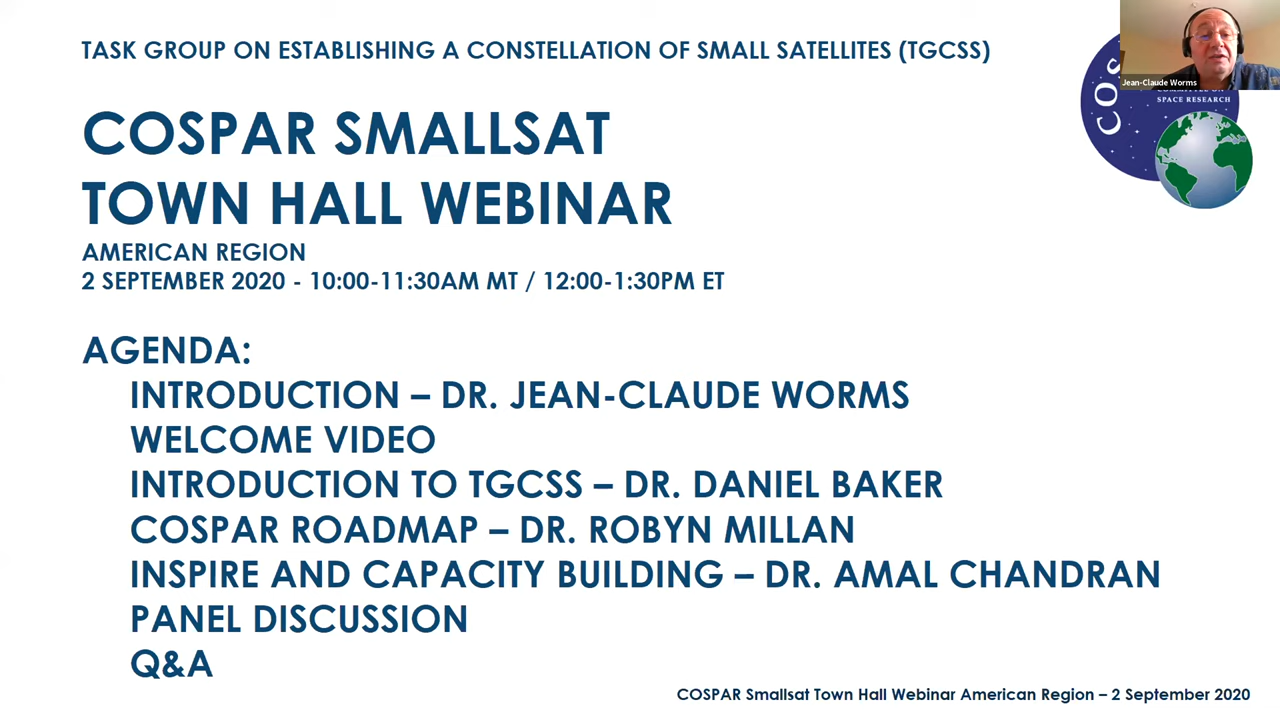 TASK GROUP ON ESTABLISHING A CONSTELLATION OF SMALL SATELLITES (TGCSS)
Jean-Claude Worms
COS
SPACE RESEARCH
COSPAR SMALLSAT
TOWN HALL WEBINAR
AMERICAN REGION
2 SEPTEMBER 2020 - 10:00-11:30AM MT / 12:00-1:30PM ET
AGENDA:
INTRODUCTION – DR. JEAN-CLAUDE WORMS
WELCOME VIDEO
INTRODUCTION TO TGCSS – DR. DANIEL BAKER
COSPAR ROADMAP – DR. ROBYN MILLAN
INSPIRE AND CAPACITY BUILDING – DR. AMAL CHANDRAN
PANEL DISCUSSION
Q&A
COSPAR Smallsat Town Hall Webinar American Region – 2 September 2020